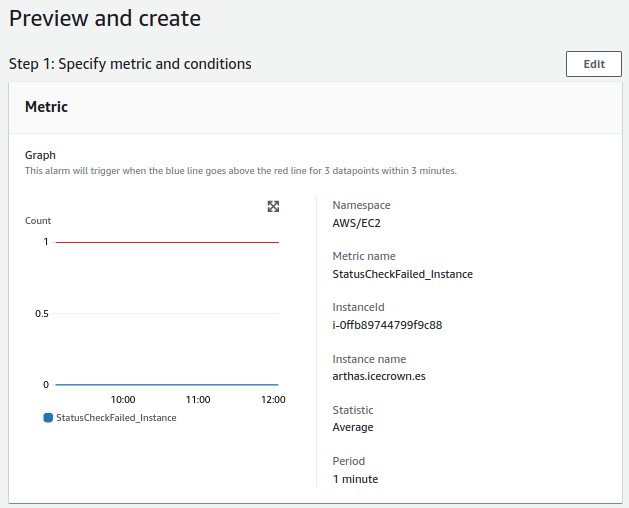 Preview and create
Step 1: Specify metric and conditions
Edit
Metric
Graph
This alarm will trigger when the blue line goes above the red line for 3 datapoints within 3 minutes.
Count
1
0.5
0
10:00 11:00 12:00
StatusCheckFailed_Instance
Namespace
AWS/EC2
Metric name
StatusCheckFailed_Instance
InstanceId
i-0ffb89744799f9c88
Instance name
arthas.icecrown.es
Statistic
Average
Period
1 minute